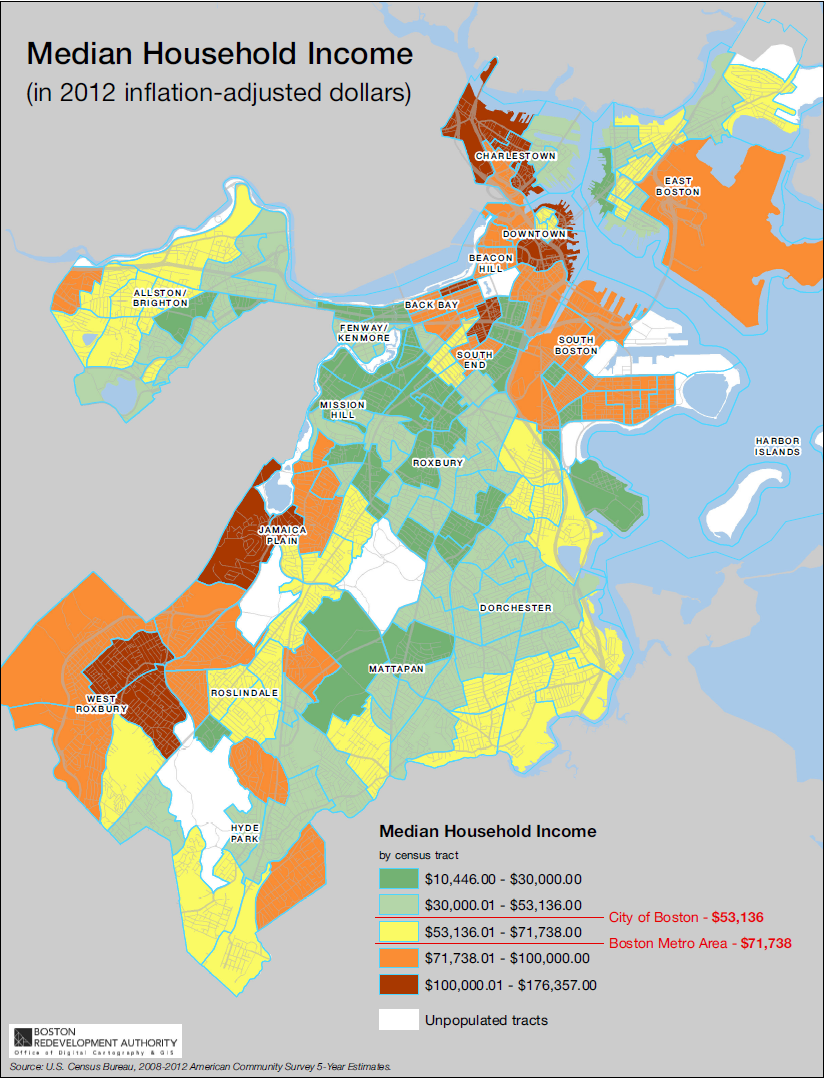 Median Household Income
(in 2012 inflation-adjusted dollars)
CHARLESTOWN
EAST
BOSTON
DOWNTOWN
BEACON
HILL
ALLSTON/
BRIGHTON
BACK BAY
FENWAY/
KENMORE
SOUTH
BOSTON
SOUTH
END
MISSION
HILL
HARBOR
ISLANDS
ROXBURY
JAMAICA
PLAIN
DORCHESTER
MATTAPAN
ROSLINDALE
WEST
ROXBURY
HYDE
PARK
Median Household Income
by census tract
$10,446.00 - $30,000.00
$30,000.01 - $53,136.00
City of Boston - $53,136
$53,136.01 - $71,738.00
Boston Metro Area - $71,738
$71,738.01 - $100,000.00
$100,000.01 - $176,357.00
Unpopulated tracts
BOSTON
REDEVELOPMENT AUTHORITY
Office of Digital Cartography & GIS
Source: U.S. Census Bureau, 2008-2012 American Community Survey 5-Year Estimates.